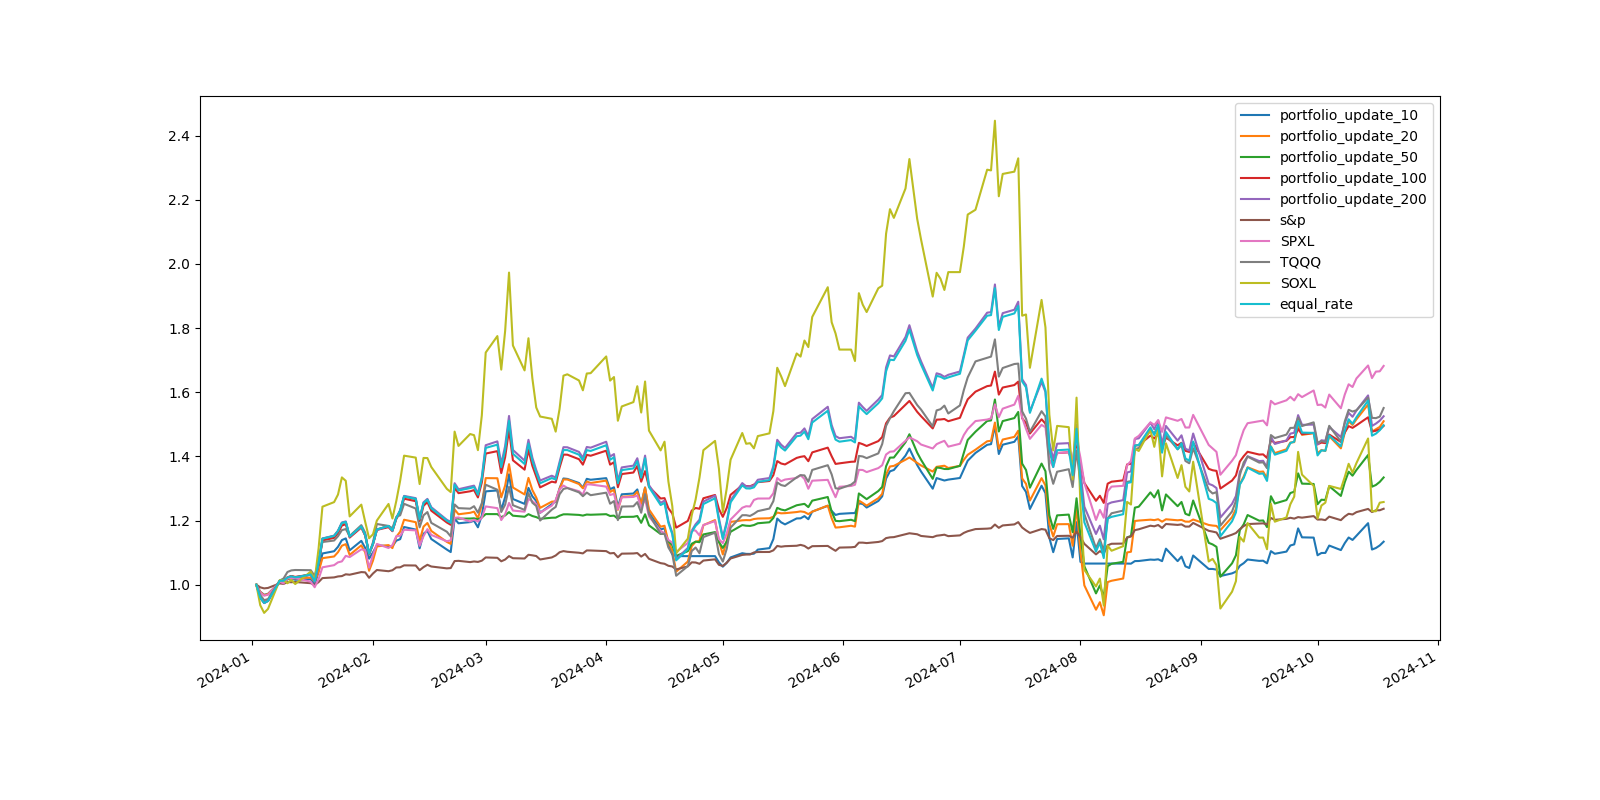 2.4
2.2
2.0
1.8
1.6
1.4
1.2
1.0
2024-01
2024-02
2024-03
2024-04
2024-05
2024-06
2024-07
2024-08
2024-09
2024-10
2024-11
portfolio_update_10
portfolio_update_20
portfolio_update_50
portfolio_update_100
portfolio_update_200
s&p
SPXL
TQQQ
SOXL
equal_rate